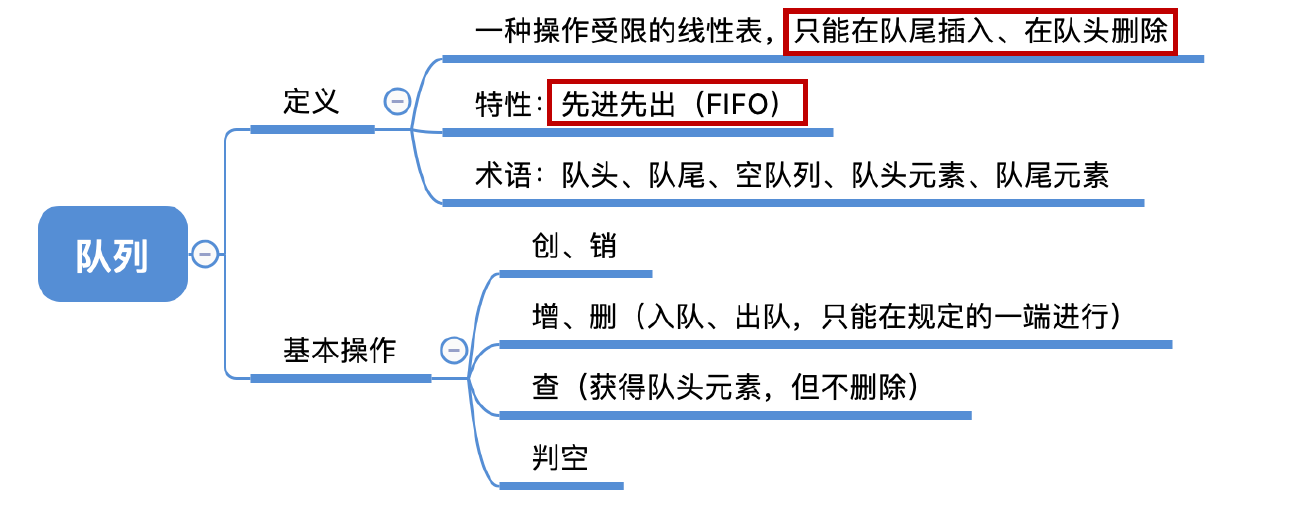 一种操作受限的线性表，只能在队尾插入、在队头删除
定义
特性：先进先出（FIFO）
术语：队头、队尾、空队列、队头元素、队尾元素
队列
创、销
增、删（入队、出队，只能在规定的一端进行）
基本操作
查（获得队头元素，但不删除）
判空